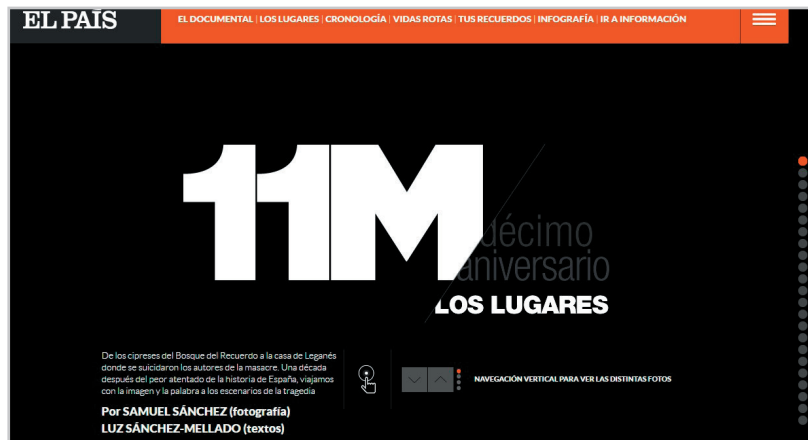 EL PAÍS
EL DOCUMENTAL | LOS LUGARES | CRONOLOGÍA | VIDAS ROTAS | TUS RECUERDOS | INFOGRAFÍA | IR A INFORMACIÓN
11M
décimo
aniversario
LOS LUGARES
De los cipreses del Bosque del Recuerdo a la casa de Leganés
donde se suicidaron los autores de la masacre. Una década
después del peor atentado de la historia de España, viajamos
con la imagen y la palabra a los escenarios de la tragedia
NAVEGACIÓN VERTICAL PARA VER LAS DISTINTAS FOTOS
Por SAMUEL SÁNCHEZ (fotografía)
LUZ SÁNCHEZ-MELLADO (textos)